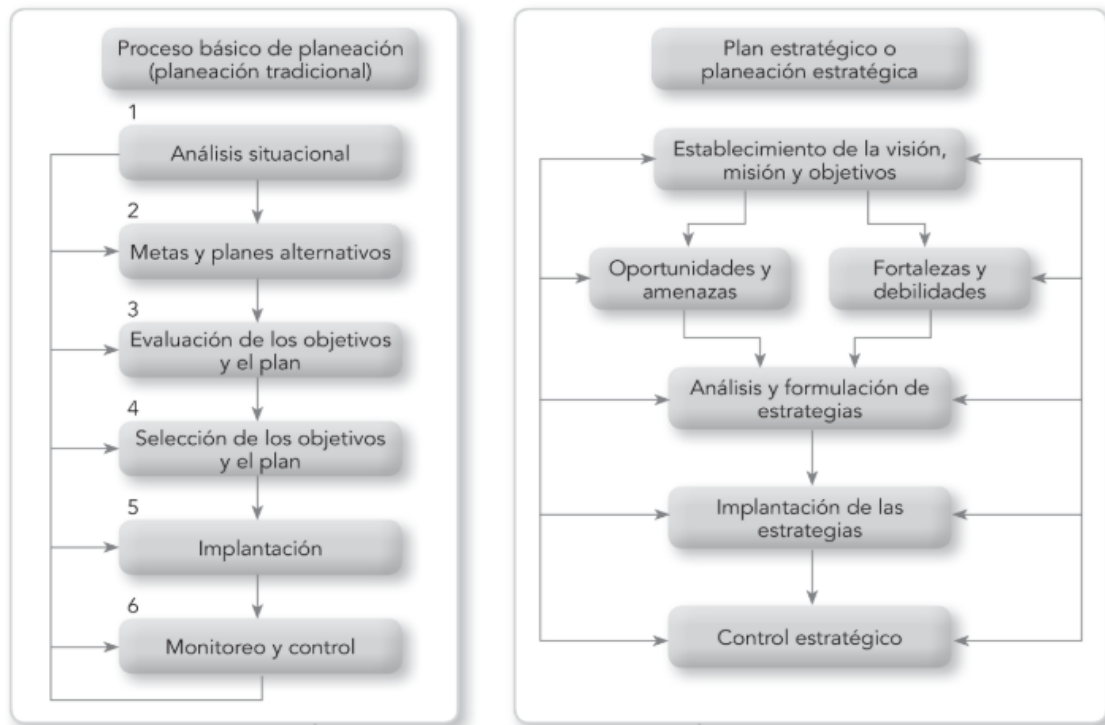 Proceso básico de planeación
(planeación tradicional)
1
Análisis situacional
2
Metas y planes alternativos
3
Evaluación de los objetivos
y el plan
4
Selección de los objetivos
y el plan
5
Implantación
6
Monitoreo y control
Plan estratégico o
planeación estratégica
Establecimiento de la visión,
misión y objetivos
Oportunidades y
amenazas
Fortalezas y
debilidades
Análisis y formulación de
estrategias
Implantación de las
estrategias
Control estratégico